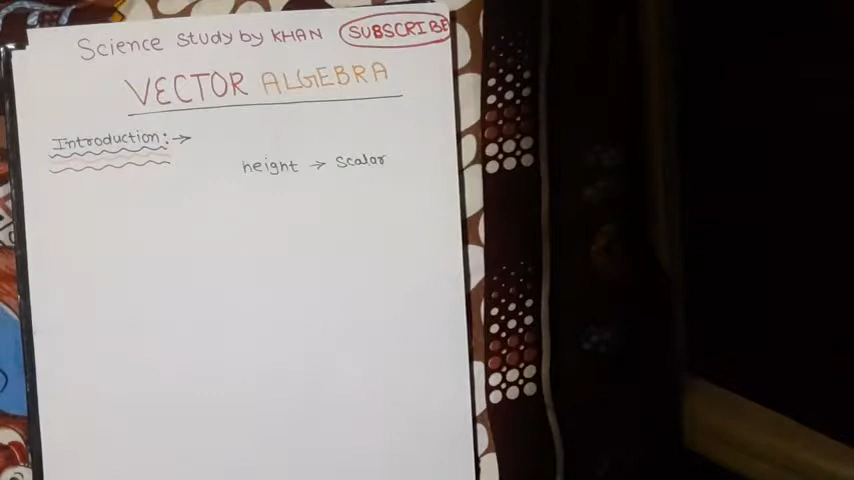 Science Study by KHAN SUBSCRIBE
VECTOR ALGEBRA
Introduction :→
height → Scalar